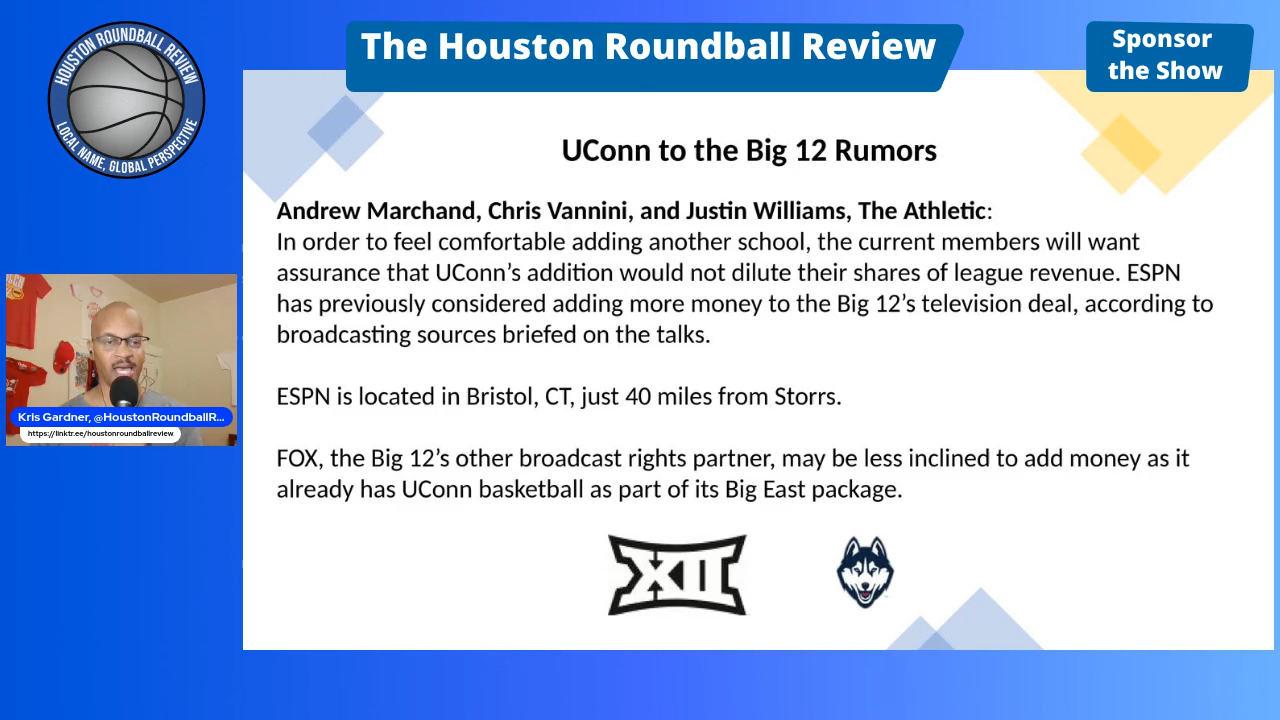 HOUSTON ROUNDBALL REVIEW
LOCAL NAME, GLOBAL PERSPECTIVE
The Houston Roundball Review
Sponsor
the Show
UConn to the Big 12 Rumors
Andrew Marchand, Chris Vannini, and Justin Williams, The Athletic:
In order to feel comfortable adding another school, the current members will want
assurance that UConn’s addition would not dilute their shares of league revenue. ESPN
has previously considered adding more money to the Big 12’s television deal, according to
broadcasting sources briefed on the talks.
ESPN is located in Bristol, CT, just 40 miles from Storrs.
FOX, the Big 12’s other broadcast rights partner, may be less inclined to add money as it
already has UConn basketball as part of its Big East package.
XII
Kris Gardner, @HoustonRoundballR...
https://linktr.ee/houstonroundballreview